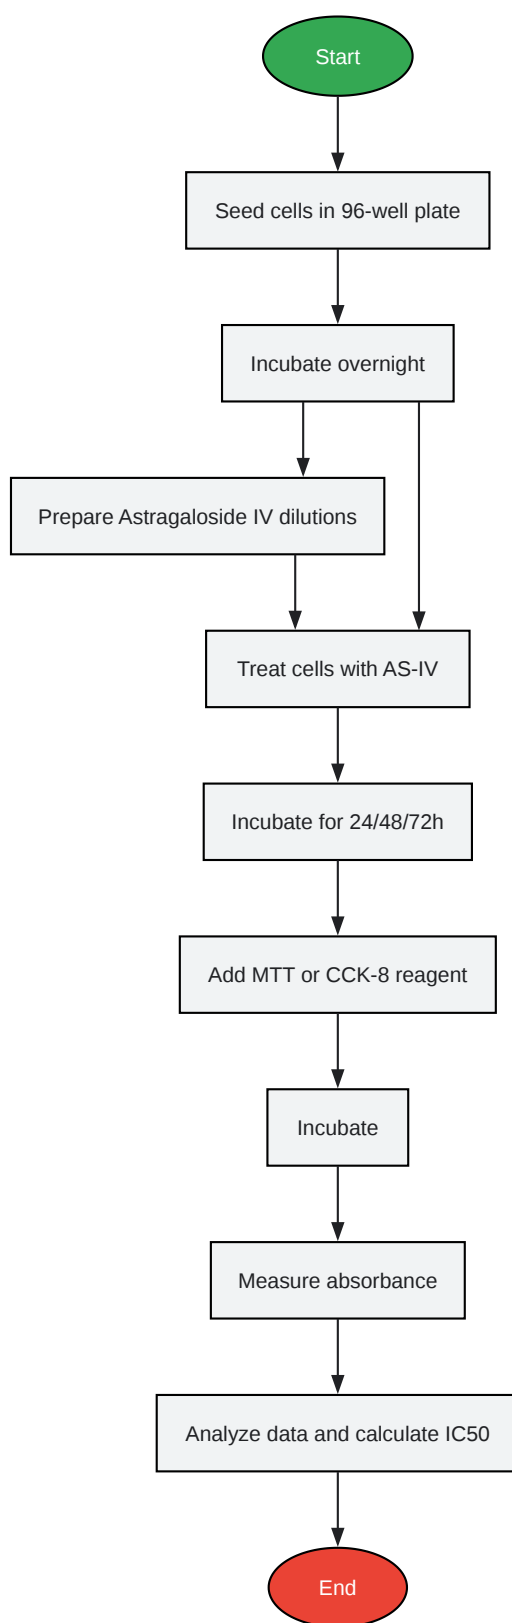 Start
Seed cells in 96-well plate
Incubate overnight
Prepare Astragaloside IV dilutions
Treat cells with AS-IV
Incubate for 24/48/72h
Add MTT or CCK-8 reagent
Incubate
Measure absorbance
Analyze data and calculate IC50
End